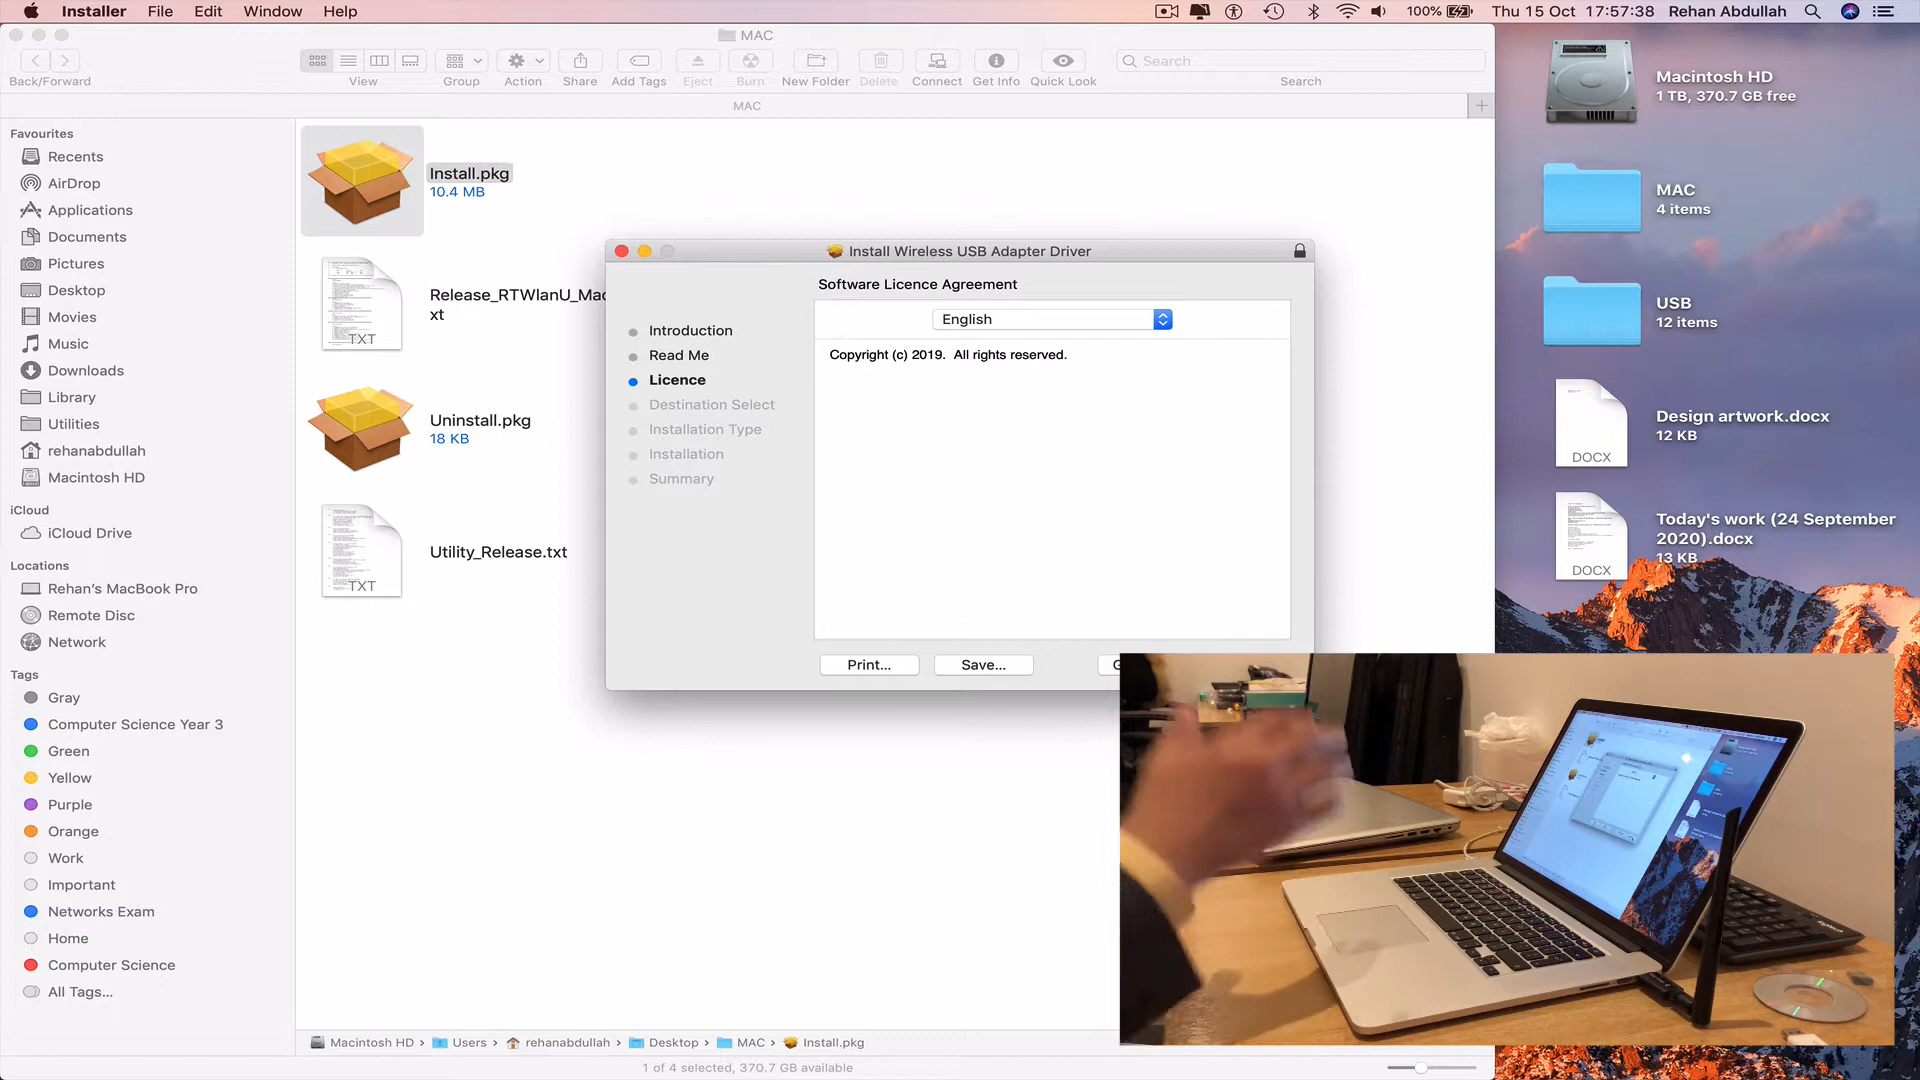 Installer File Edit Window Help
100% Thu 15 Oct 17:57:38 Rehan Abdullah
MAC
Back/Forward View Group Action Share Add Tags Eject Burn New Folder Delete Connect Get Info Quick Look Search
Search
MAC
Favourites
Recents
AirDrop
Applications
Documents
Pictures
Desktop
Movies
Music
Downloads
Library
Utilities
rehanabdullah
Macintosh HD
iCloud
iCloud Drive
Locations
Rehan's MacBook Pro
Remote Disc
Network
Tags
Gray
Computer Science Year 3
Green
Yellow
Purple
Orange
Work
Important
Networks Exam
Home
Computer Science
All Tags...
Install.pkg
10.4 MB
Release_RTWlanU_Mac
xt
TXT
Uninstall.pkg
18 KB
Utility_Release.txt
TXT
Install Wireless USB Adapter Driver
Software Licence Agreement
English
Introduction
Read Me
Licence
Destination Select
Installation Type
Installation
Summary
Copyright (c) 2019. All rights reserved.
Print... Save...
Macintosh HD › Users › rehanabdullah › Desktop › MAC › Install.pkg
1 of 4 selected, 370.7 GB available
Macintosh HD
1 TB, 370.7 GB free
MAC
4 items
USB
12 items
Design artwork.docx
12 KB
DOCX
Today's work (24 September
2020).docx
13 KB
DOCX